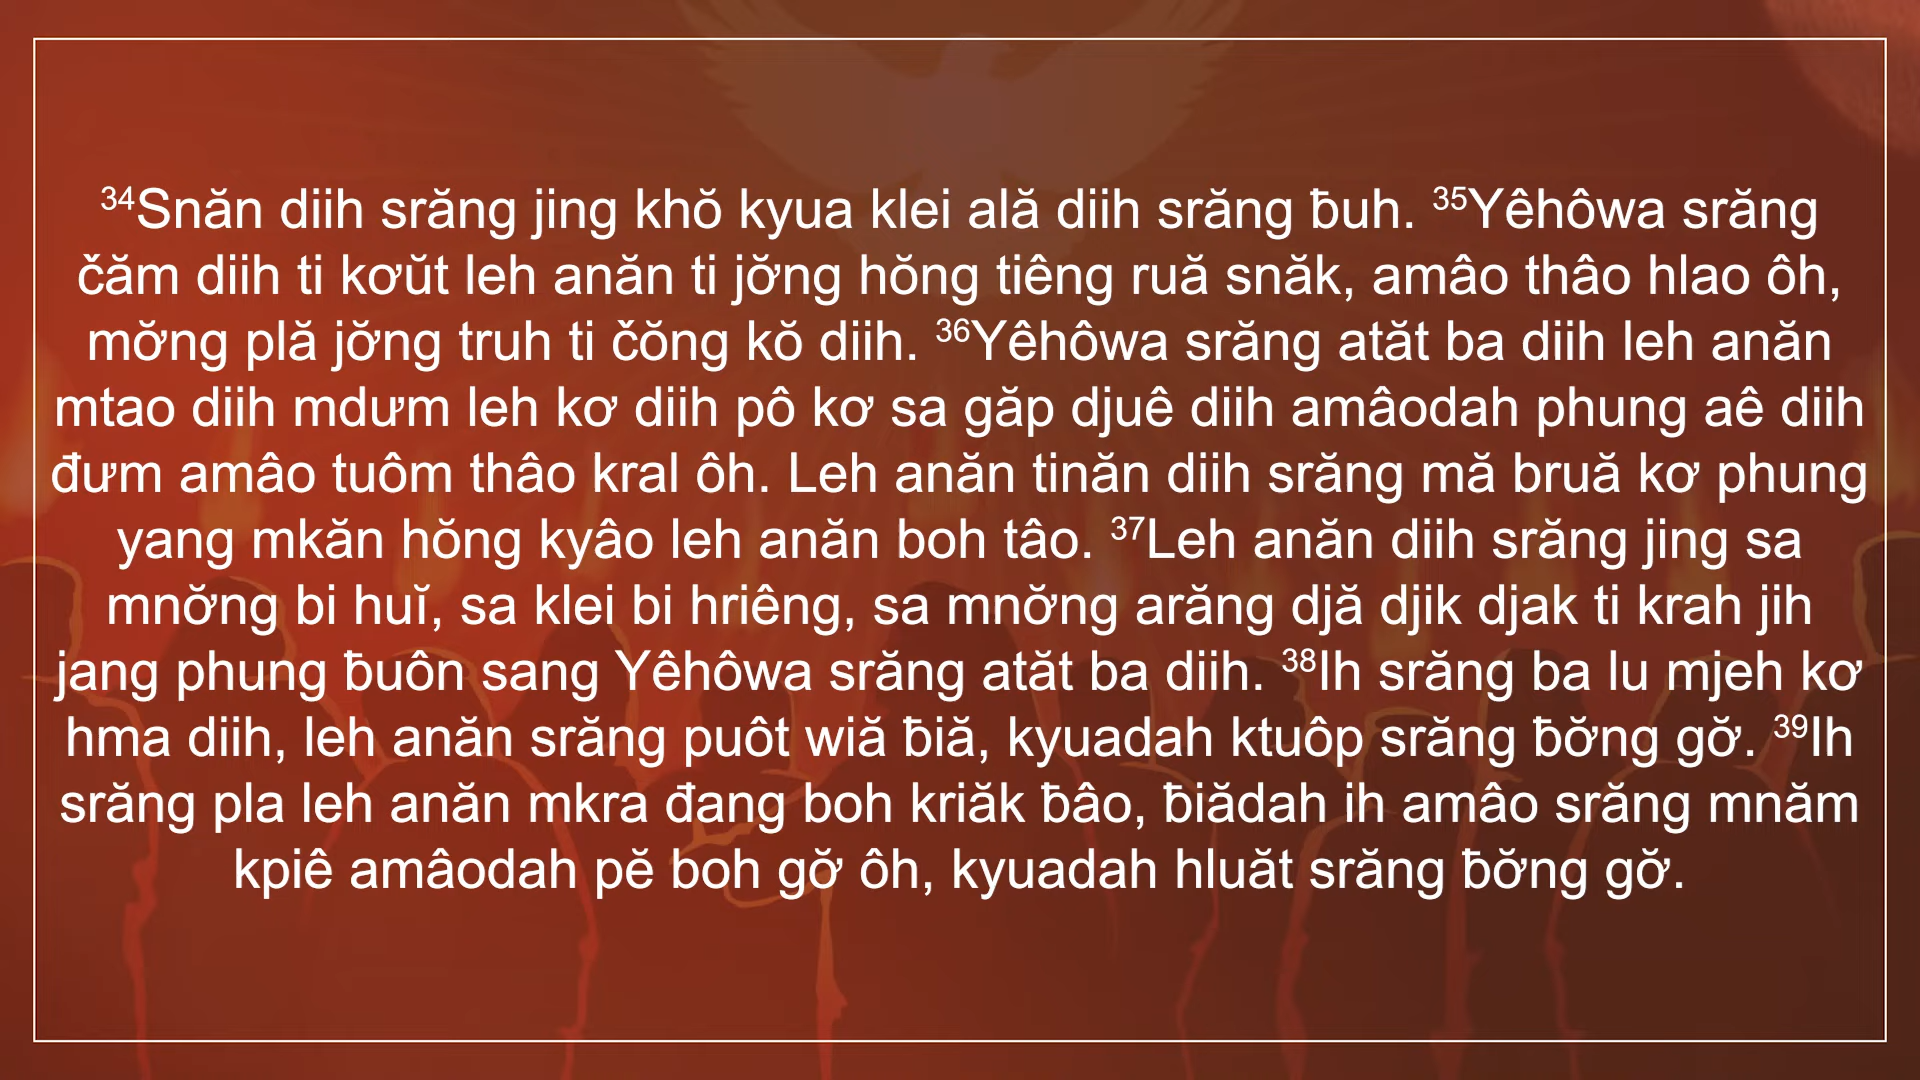 ³⁴Snăn diih srăng jing khŏ kyua klei ală diih srăng ƀuh. ³⁵Yêhôwa srăng
čăm diih ti kơŭt leh anăn ti jơ̆ng hŏng tiêng ruă snăk, amâo thâo hlao ôh,
mơ̆ng plă jơ̆ng truh ti čŏng kŏ diih. ³⁶Yêhôwa srăng atăt ba diih leh anăn
mtao diih mdưm leh kơ diih pô kơ sa găp djuê diih amâodah phung aê diih
đưm amâo tuôm thâo kral ôh. Leh anăn tinăn diih srăng mă bruă kơ phung
yang mkăn hŏng kyâo leh anăn boh tâo. ³⁷Leh anăn diih srăng jing sa
mnơ̆ng bi huĭ, sa klei bi hriêng, sa mnơ̆ng arăng djă djik djak ti krah jih
jang phung ƀuôn sang Yêhôwa srăng atăt ba diih. ³⁸Ih srăng ba lu mjeh kơ
hma diih, leh anăn srăng puôt wiă ƀiă, kyuadah ktuôp srăng ƀơ̆ng gơ̆. ³⁹Ih
srăng pla leh anăn mkra đang boh kriăk ƀâo, ƀiădah ih amâo srăng mnăm
kpiê amâodah pĕ boh gơ̆ ôh, kyuadah hluăt srăng ƀơ̆ng gơ̆.